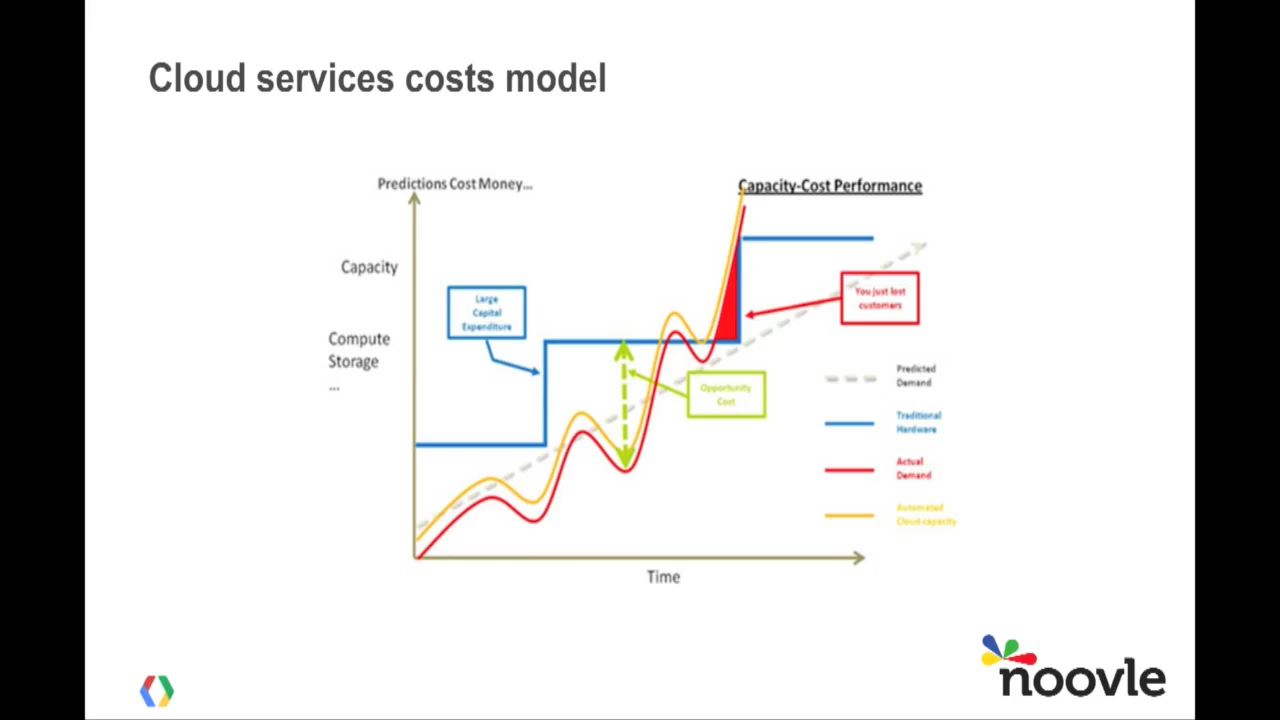 Cloud services costs model
Predictions Cost Money...
Capacity-Cost Performance
Capacity
Large
Capital
Expenditure
You just lost
customers
Compute
Storage
...
Opportunity
Cost
Predicted
Demand
Traditional
Hardware
Actual
Demand
Automated
Cloud-capacity
Time
noovle